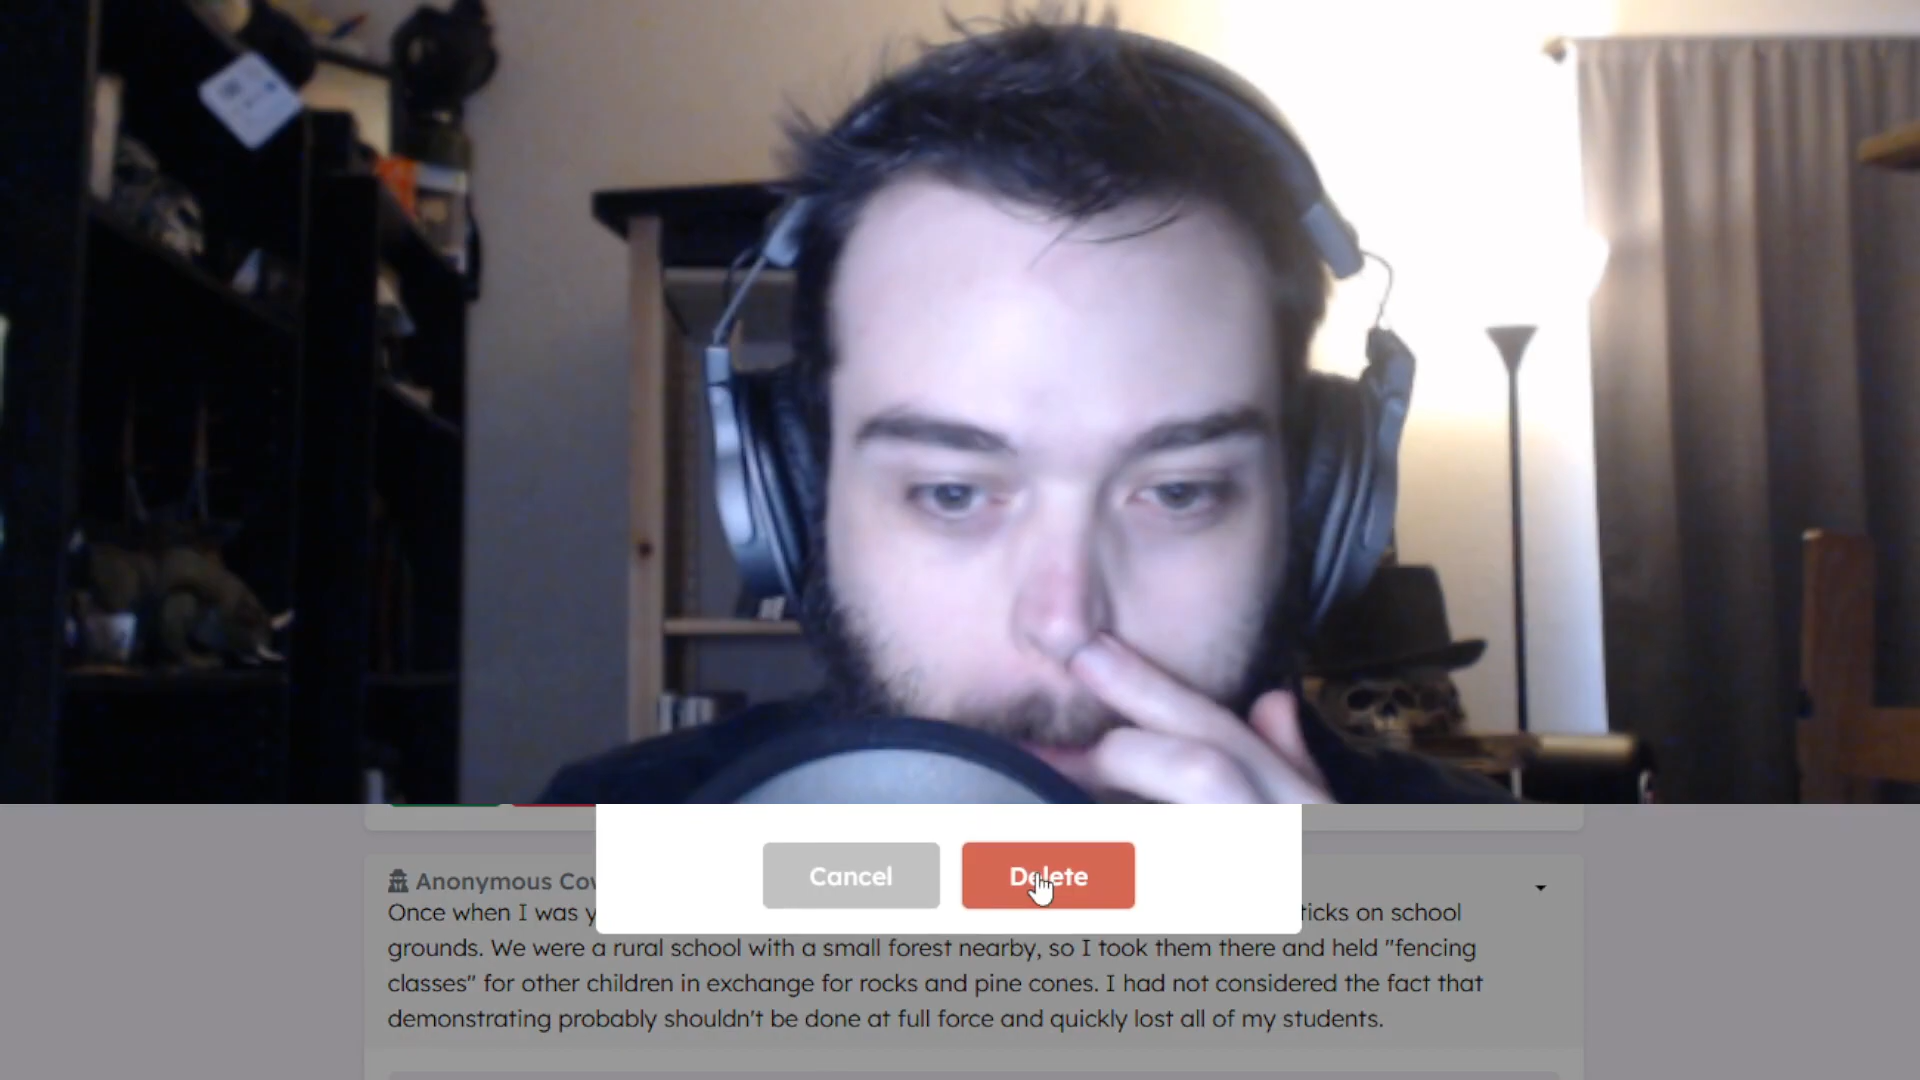 Cancel
Delete
Anonymous
Once when I was
ticks on school
grounds. We were a rural school with a small forest nearby, so I took them there and held "fencing
classes" for other children in exchange for rocks and pine cones. I had not considered the fact that
demonstrating probably shouldn't be done at full force and quickly lost all of my students.